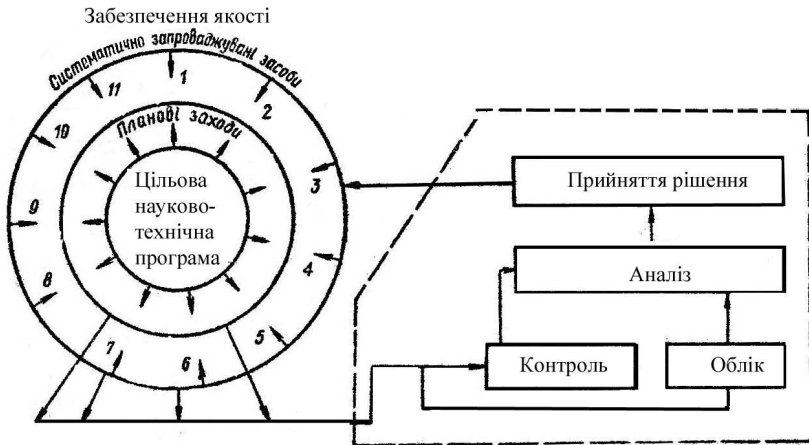 Забезпечення якості
Систематично запроваджувані засоби
1
2
3
4
5
6
7
8
9
10
11
Планові заходи
Цільова
науково-
технічна
програма
Прийняття рішення
Аналіз
Контроль
Облік